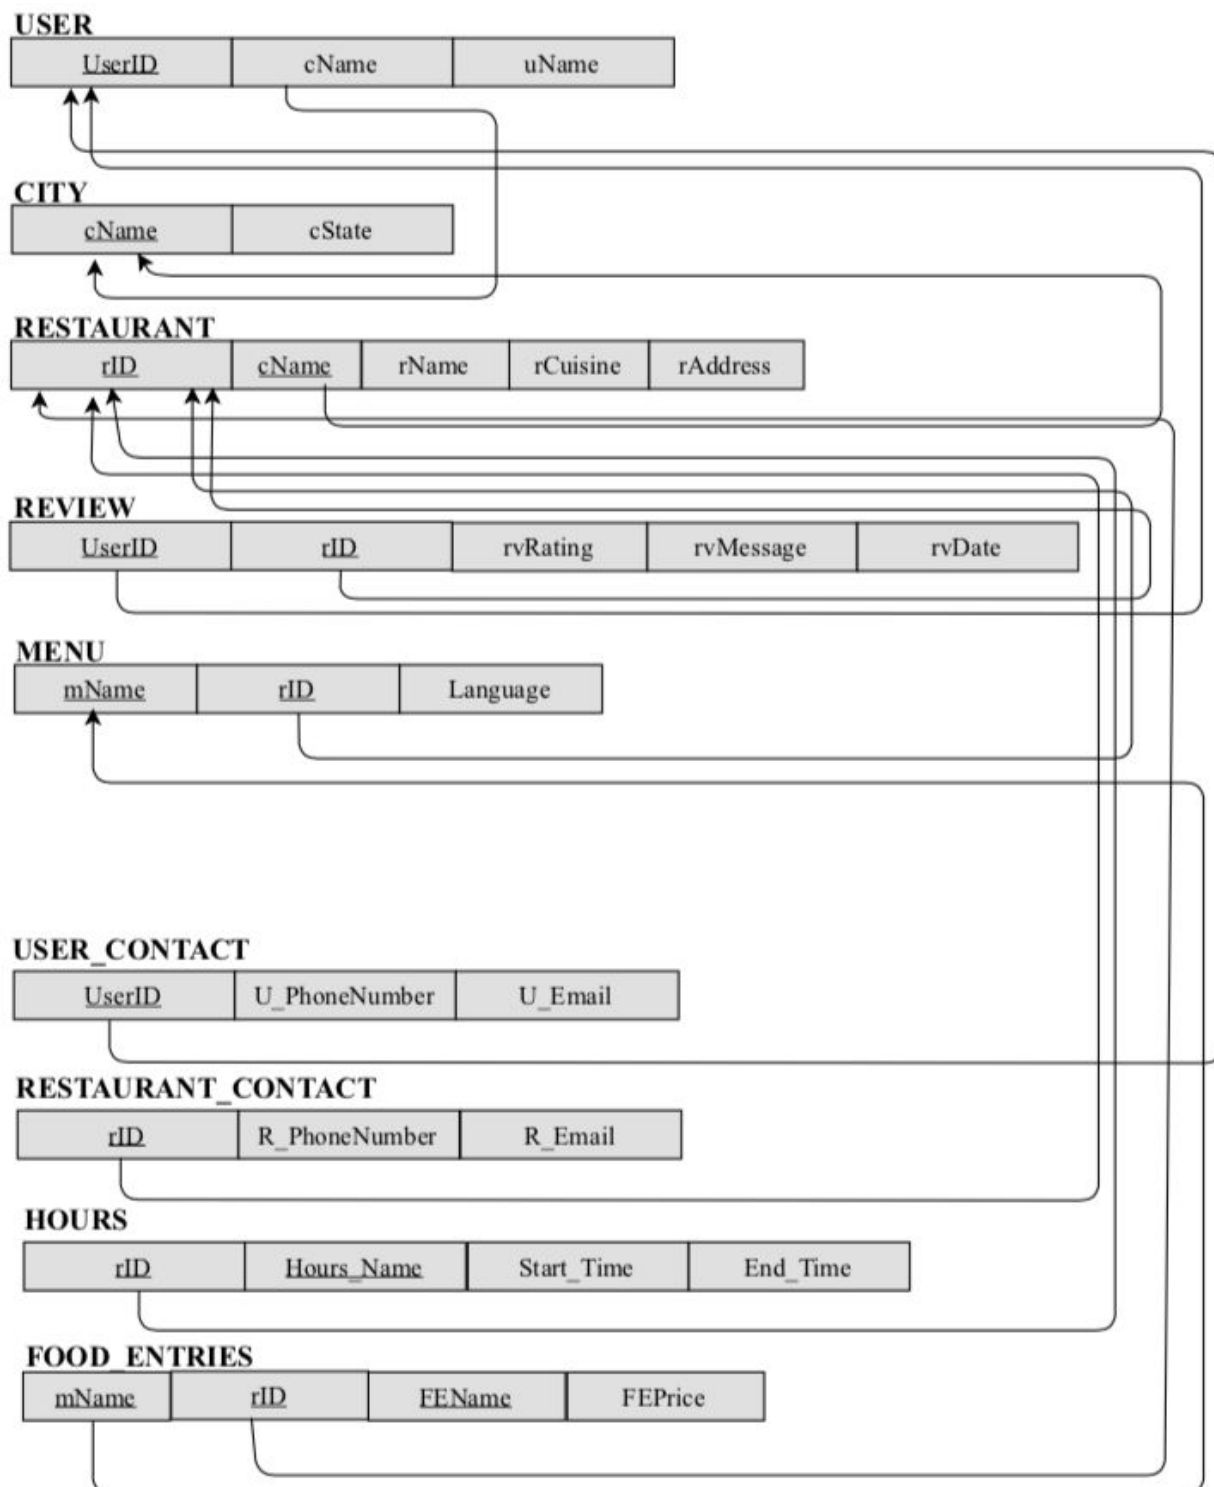 USER
UserID cName uName
CITY
cName cState
RESTAURANT
rID cName rName rCuisine rAddress
REVIEW
UserID rID rvRating rvMessage rvDate
MENU
mName rID Language
USER_CONTACT
UserID U_PhoneNumber U_Email
RESTAURANT_CONTACT
rID R_PhoneNumber R_Email
HOURS
rID Hours_Name Start_Time End_Time
FOOD_ENTRIES
mName rID FEName FEPrice